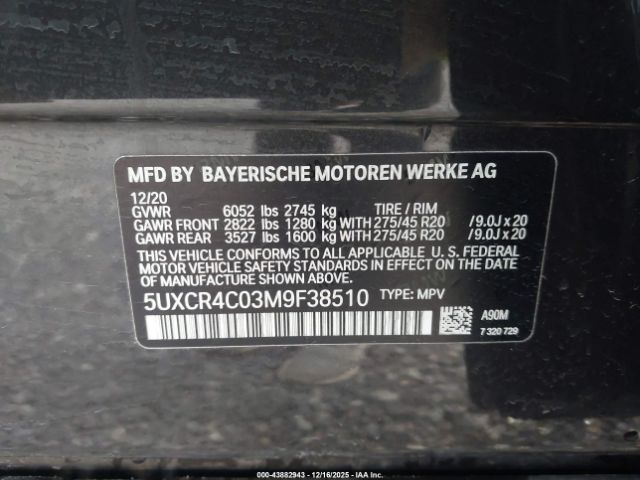 MFD BY BAYERISCHE MOTOREN WERKE AG
12/20
GVWR 6052 lbs 2745 kg TIRE / RIM
GAWR FRONT 2822 lbs 1280 kg WITH 275/45 R20 / 9.0J x 20
GAWR REAR 3527 lbs 1600 kg WITH 275/45 R20 / 9.0J x 20
THIS VEHICLE CONFORMS TO ALL APPLICABLE U. S. FEDERAL
MOTOR VEHICLE SAFETY STANDARDS IN EFFECT ON THE DATE OF
MANUFACTURE SHOWN ABOVE.
5UXCR4C03M9F38510 TYPE: MPV
A90M
7 320 729
000-43882943 - 12/16/2025 - IAA Inc.